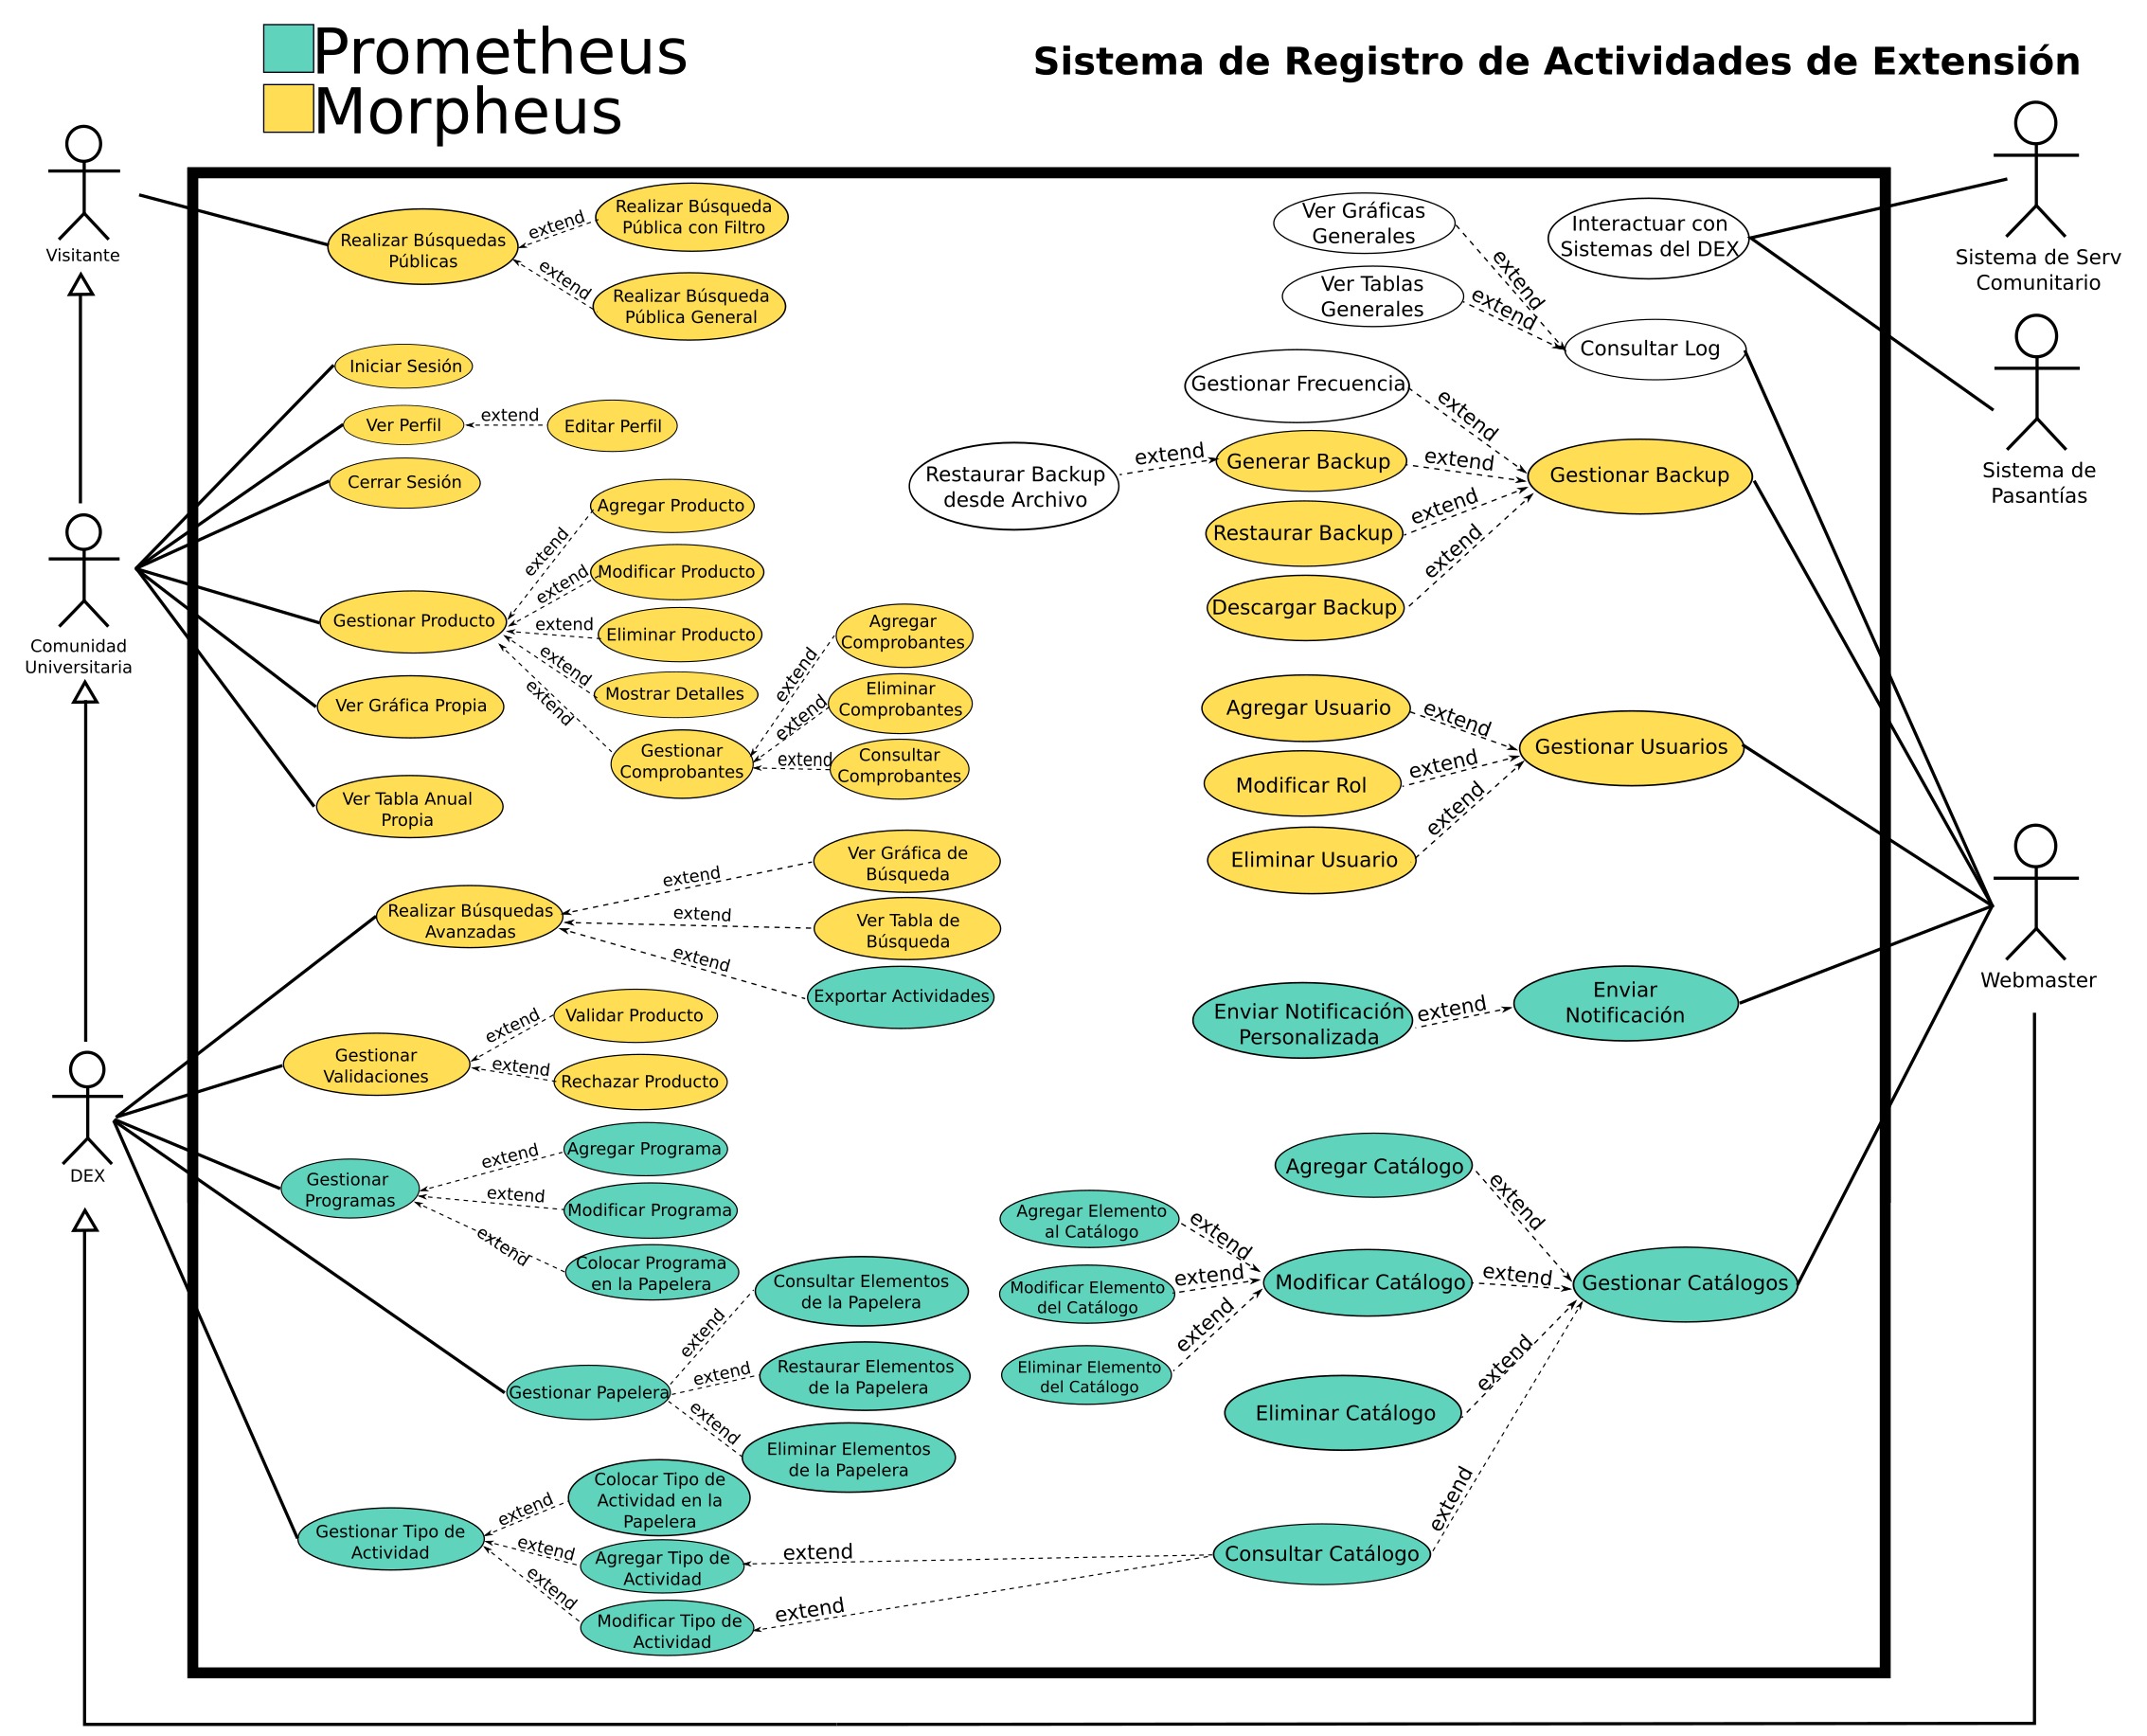 Prometheus
Morpheus
Sistema de Registro de Actividades de Extensión
Visitante
Realizar Búsquedas
Públicas
extend
Realizar Búsqueda
Pública con Filtro
extend
Realizar Búsqueda
Pública General
Iniciar Sesión
Ver Perfil
extend
Editar Perfil
Cerrar Sesión
Comunidad
Universitaria
Gestionar Producto
extend
Agregar Producto
extend
Modificar Producto
extend
Eliminar Producto
extend
Mostrar Detalles
extend
Gestionar
Comprobantes
extend
Agregar
Comprobantes
extend
Eliminar
Comprobantes
extend
Consultar
Comprobantes
Ver Gráfica Propia
Ver Tabla Anual
Propia
Realizar Búsquedas
Avanzadas
extend
Ver Gráfica de
Búsqueda
extend
Ver Tabla de
Búsqueda
extend
Exportar Actividades
Gestionar
Validaciones
extend
Validar Producto
extend
Rechazar Producto
DEX
Gestionar
Programas
extend
Agregar Programa
extend
Modificar Programa
extend
Colocar Programa
en la Papelera
Gestionar Papelera
extend
Consultar Elementos
de la Papelera
extend
Restaurar Elementos
de la Papelera
extend
Eliminar Elementos
de la Papelera
Gestionar Tipo de
Actividad
extend
Colocar Tipo de
Actividad en la
Papelera
extend
Agregar Tipo de
Actividad
extend
Modificar Tipo de
Actividad
extend
extend
Ver Gráficas
Generales
extend
Ver Tablas
Generales
extend
Interactuar con
Sistemas del DEX
Consultar Log
Sistema de Serv
Comunitario
Sistema de
Pasantías
Gestionar Frecuencia
extend
Restaurar Backup
desde Archivo
extend
Generar Backup
extend
Gestionar Backup
Restaurar Backup
extend
Descargar Backup
extend
Agregar Usuario
extend
Gestionar Usuarios
Modificar Rol
extend
Eliminar Usuario
extend
Webmaster
Enviar Notificación
Personalizada
extend
Enviar
Notificación
Agregar Catálogo
extend
Agregar Elemento
al Catálogo
extend
Modificar Elemento
del Catálogo
extend
Eliminar Elemento
del Catálogo
extend
Modificar Catálogo
extend
Gestionar Catálogos
Eliminar Catálogo
extend
Consultar Catálogo
extend